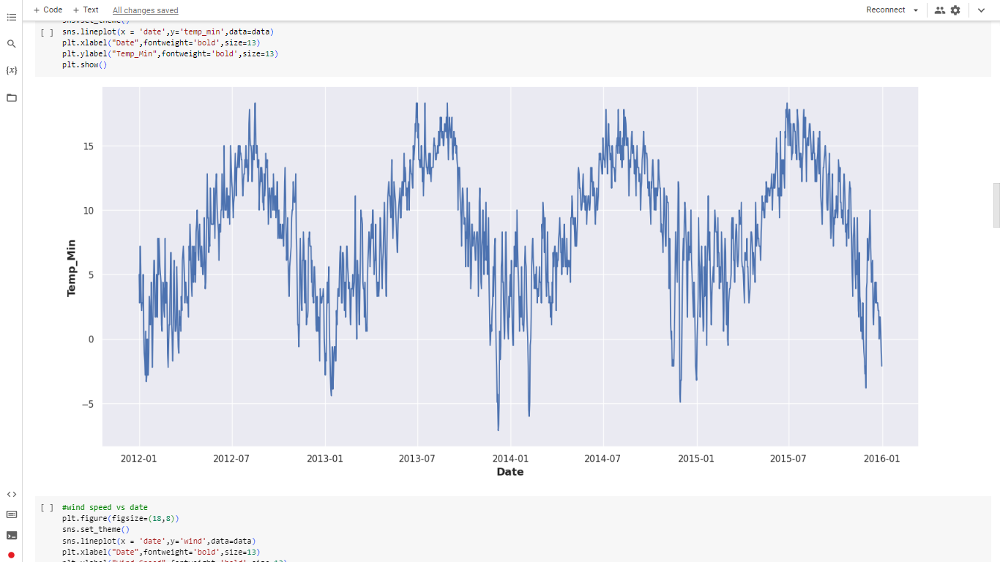 + Code + Text All changes saved Reconnect
sns.set_theme()
[ ] sns.lineplot(x = 'date',y='temp_min',data=data)
plt.xlabel("Date",fontweight='bold',size=13)
plt.ylabel("Temp_Min",fontweight='bold',size=13)
plt.show()
{x}
15
10
5
0
−5
Temp_Min
2012-01 2012-07 2013-01 2013-07 2014-01 2014-07 2015-01 2015-07 2016-01
Date
[ ] #wind speed vs date
plt.figure(figsize=(18,8))
sns.set_theme()
sns.lineplot(x = 'date',y='wind',data=data)
plt.xlabel("Date",fontweight='bold',size=13)
plt.ylabel("Wind Speed",fontweight='bold',size=13)